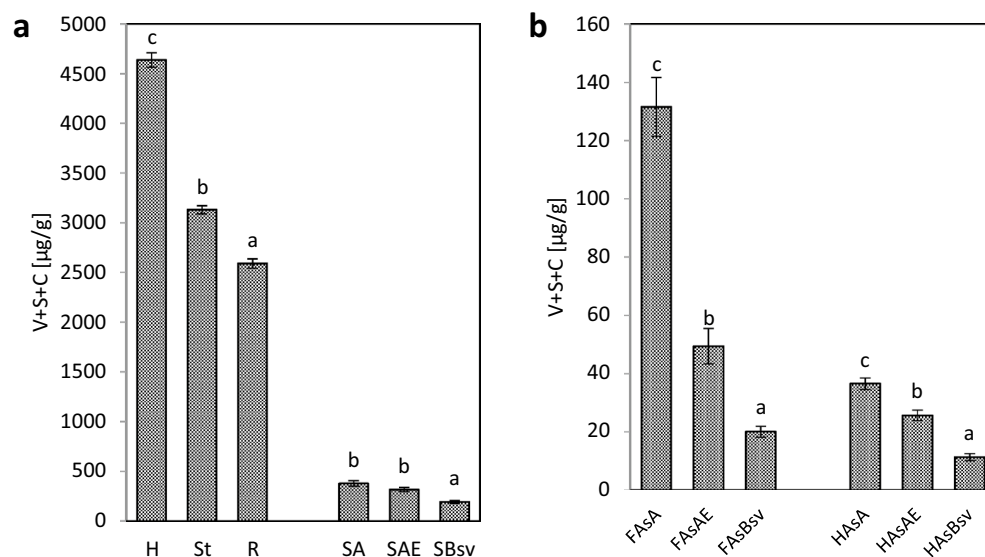 a
V+S+C [µg/g]
5000
4500
4000
3500
3000
2500
2000
1500
1000
500
0
c
b
a
b
b
a
H St R SA SAE SBsv
b
V+S+C [µg/g]
160
140
120
100
80
60
40
20
0
c
b
a
c
b
a
FAsA FAsAE FAsBsv HAsA HAsAE HAsBsv